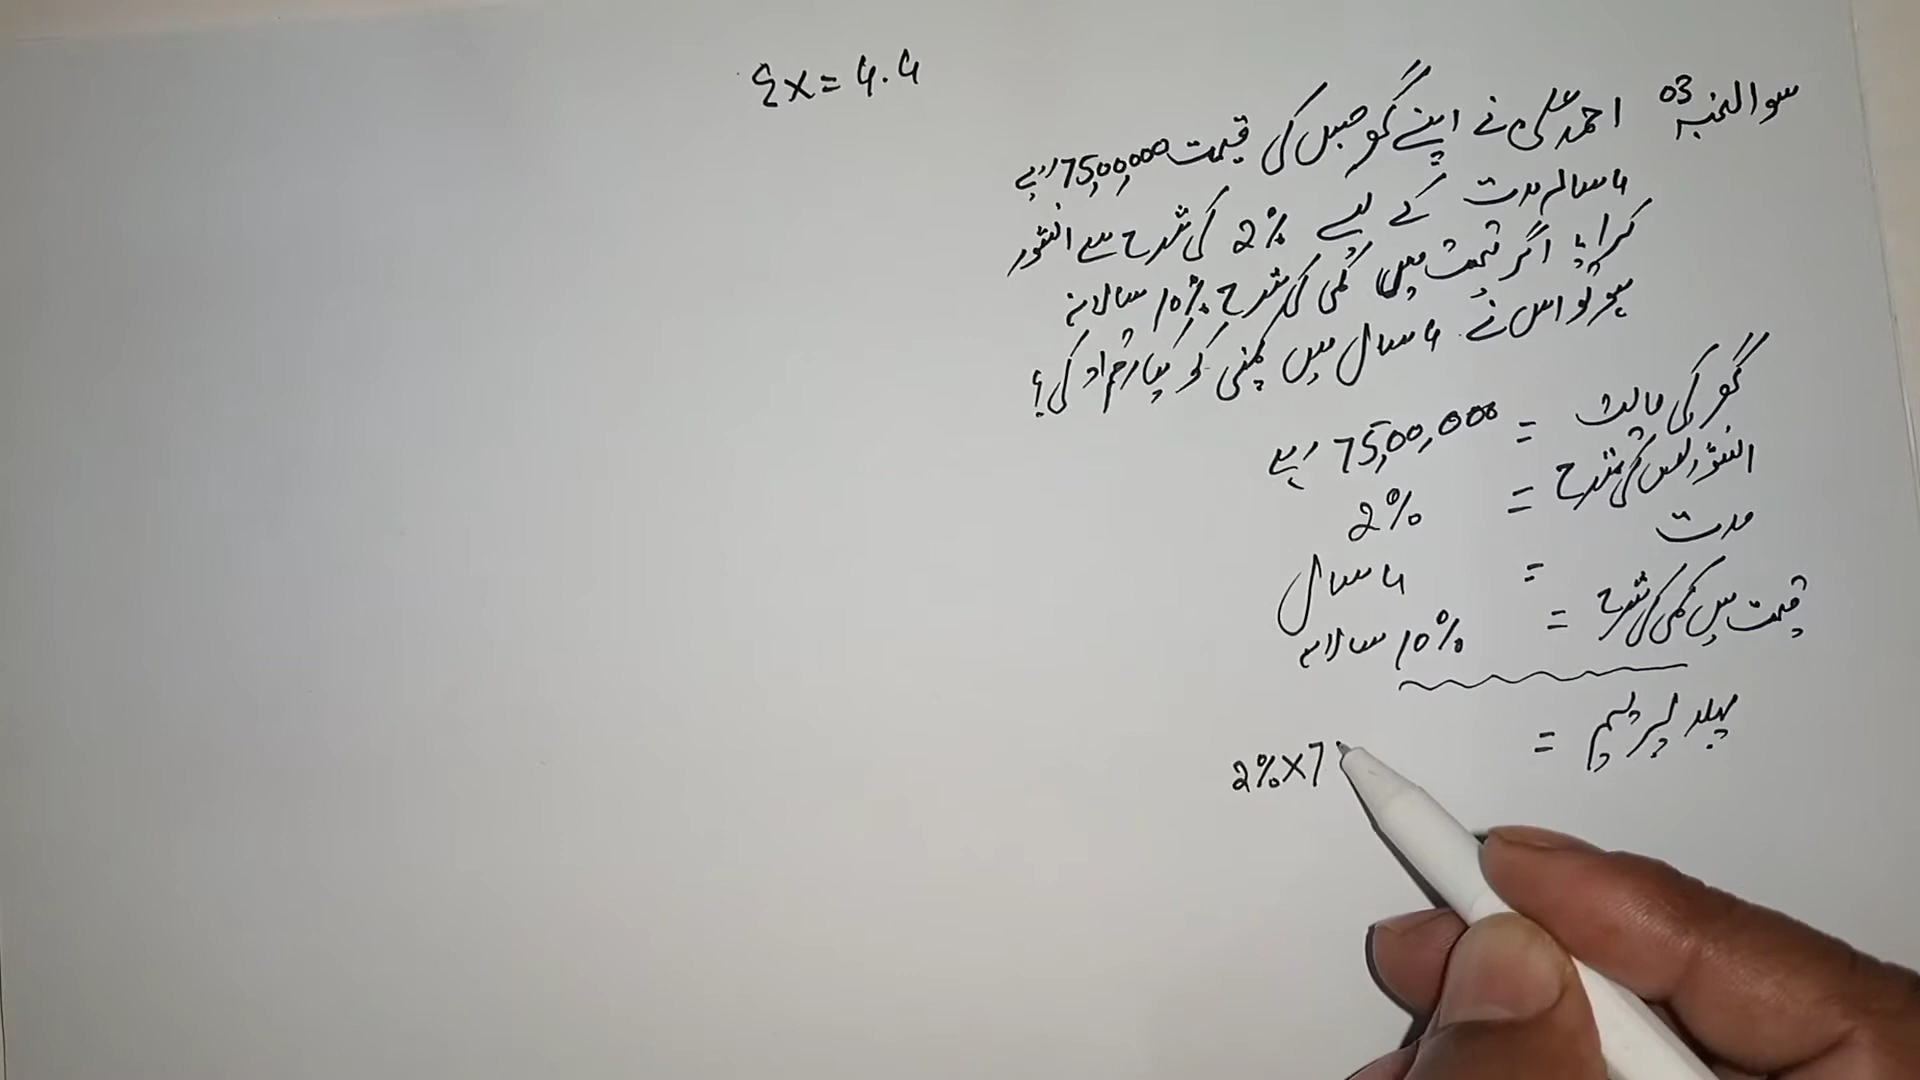 Ex = 4.4
سوال نمبر 03 احمد علی نے اپنے گھر جس کی قیمت 75,00,000 روپے
4 سالہ مدت کے لیے 2% کی شرح سے انشور
کرایا اگر قیمت میں کمی کی شرح 10% سالانہ
ہو تو اس نے 4 سال میں کمپنی کو کیا رقم ادا کی؟
گھر کی مالیت = 75,00,000 روپے
انشورنس کی شرح = 2%
مدت = 4 سال
قیمت میں کمی کی شرح = 10% سالانہ
پہلا پریمیم = 2% × 7